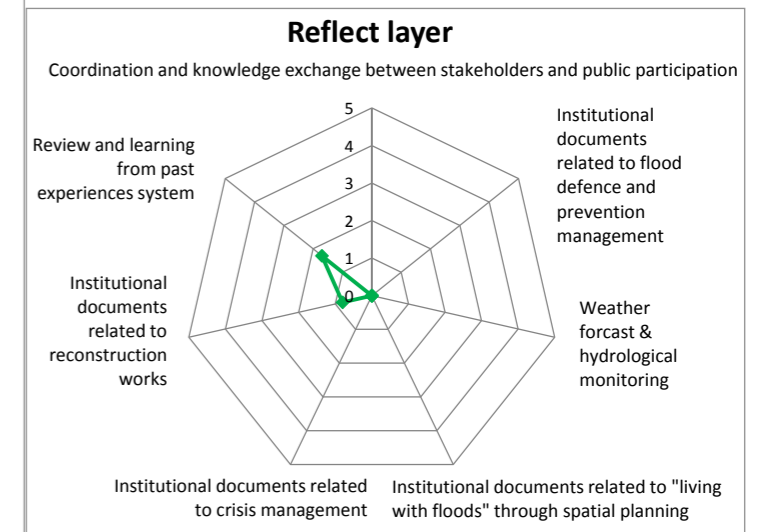 Reflect layer
Coordination and knowledge exchange between stakeholders and public participation
5
4
3
2
1
0
Institutional
documents
related to flood
defence and
prevention
management
Weather
forcast &
hydrological
monitoring
Institutional documents related to "living
with floods" through spatial planning
Institutional documents related
to crisis management
Institutional
documents
related to
reconstruction
works
Review and learning
from past
experiences system